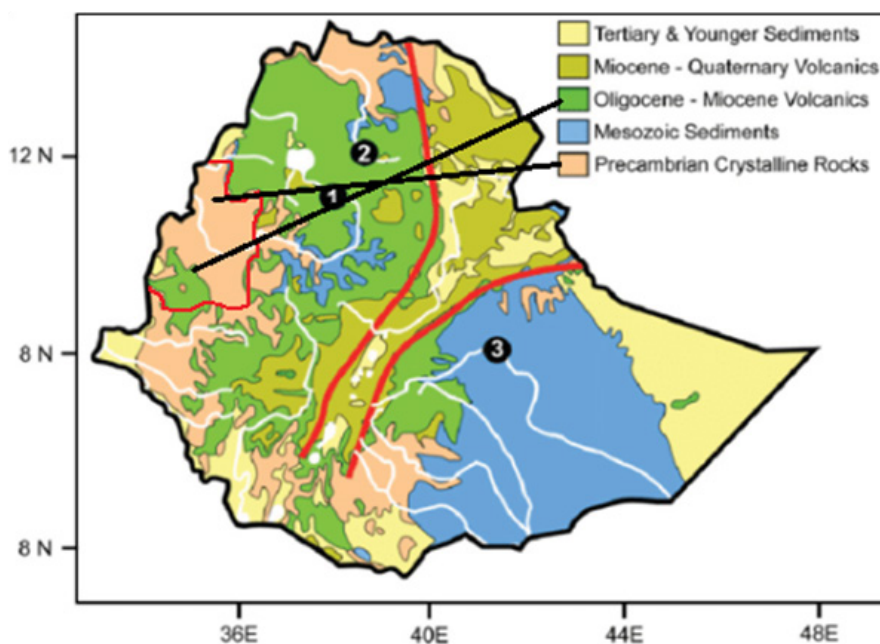 Tertiary & Younger Sediments
Miocene - Quaternary Volcanics
Oligocene - Miocene Volcanics
Mesozoic Sediments
Precambrian Crystalline Rocks
12 N
2
1
8 N
3
8 N
36E 40E 44E 48E